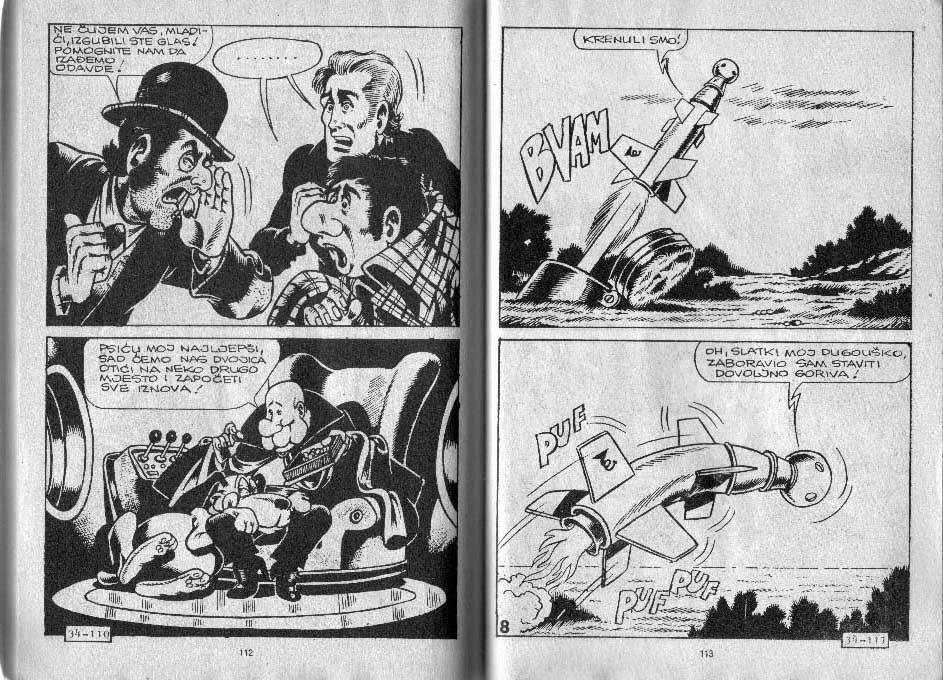 NE ČUJEM VAS, MLADI-
ĆI, IZGUBILI STE GLAS!
POMOGNITE NAM DA
IZAĐEMO
ODAVDE!
........
PSIĆU MOJ NAJLJEPŠI,
SAD ĆEMO NAS DVOJICA
OTIĆI NA NEKO DRUGO
MJESTO I ZAPOČETI
SVE IZNOVA!
34-110
112
KRENULI SMO!
BVAM
OH, SLATKI MOJ DUGOUŠKO,
ZABORAVIO SAM STAVITI
DOVOLJNO GORIVA!
PUF
PUF
PUF
8
34-111
113